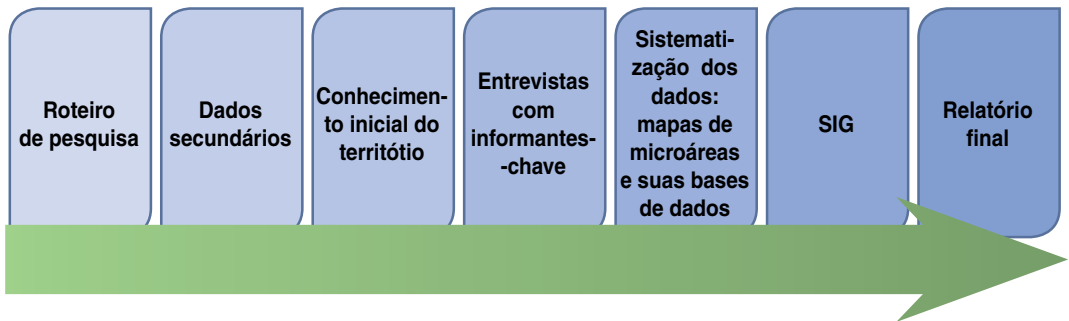 Roteiro
de pesquisa
Dados
secundários
Conhecimen-
to inicial do
territótio
Entrevistas
com
informantes-
-chave
Sistemati-
zação dos
dados:
mapas de
microáreas
e suas bases
de dados
SIG
Relatório
final